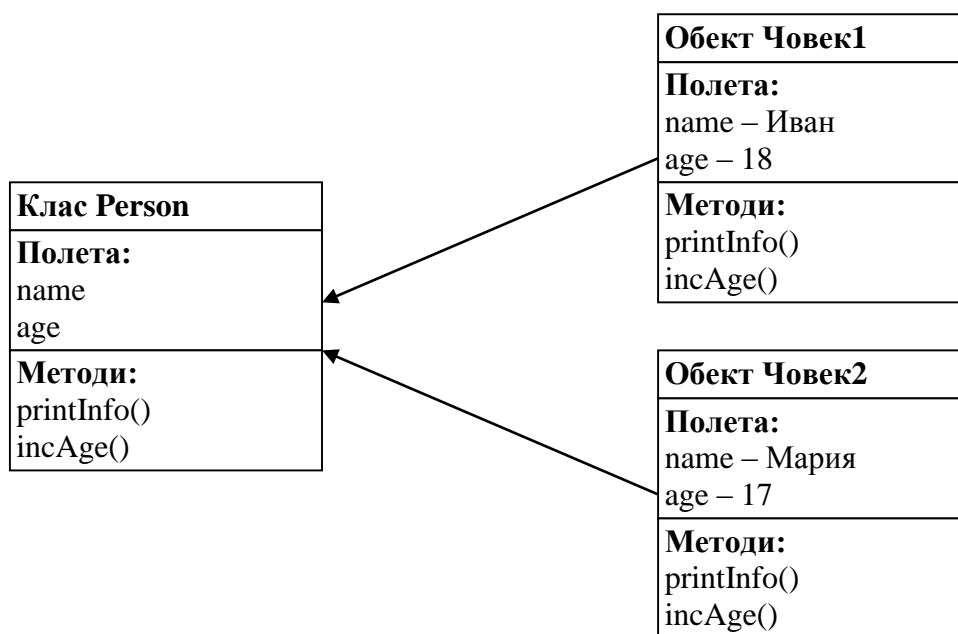 Клас Person
Полета:
name
age
Методи:
printInfo()
incAge()
Обект Човек1
Полета:
name – Иван
age – 18
Методи:
printInfo()
incAge()
Обект Човек2
Полета:
name – Мария
age – 17
Методи:
printInfo()
incAge()